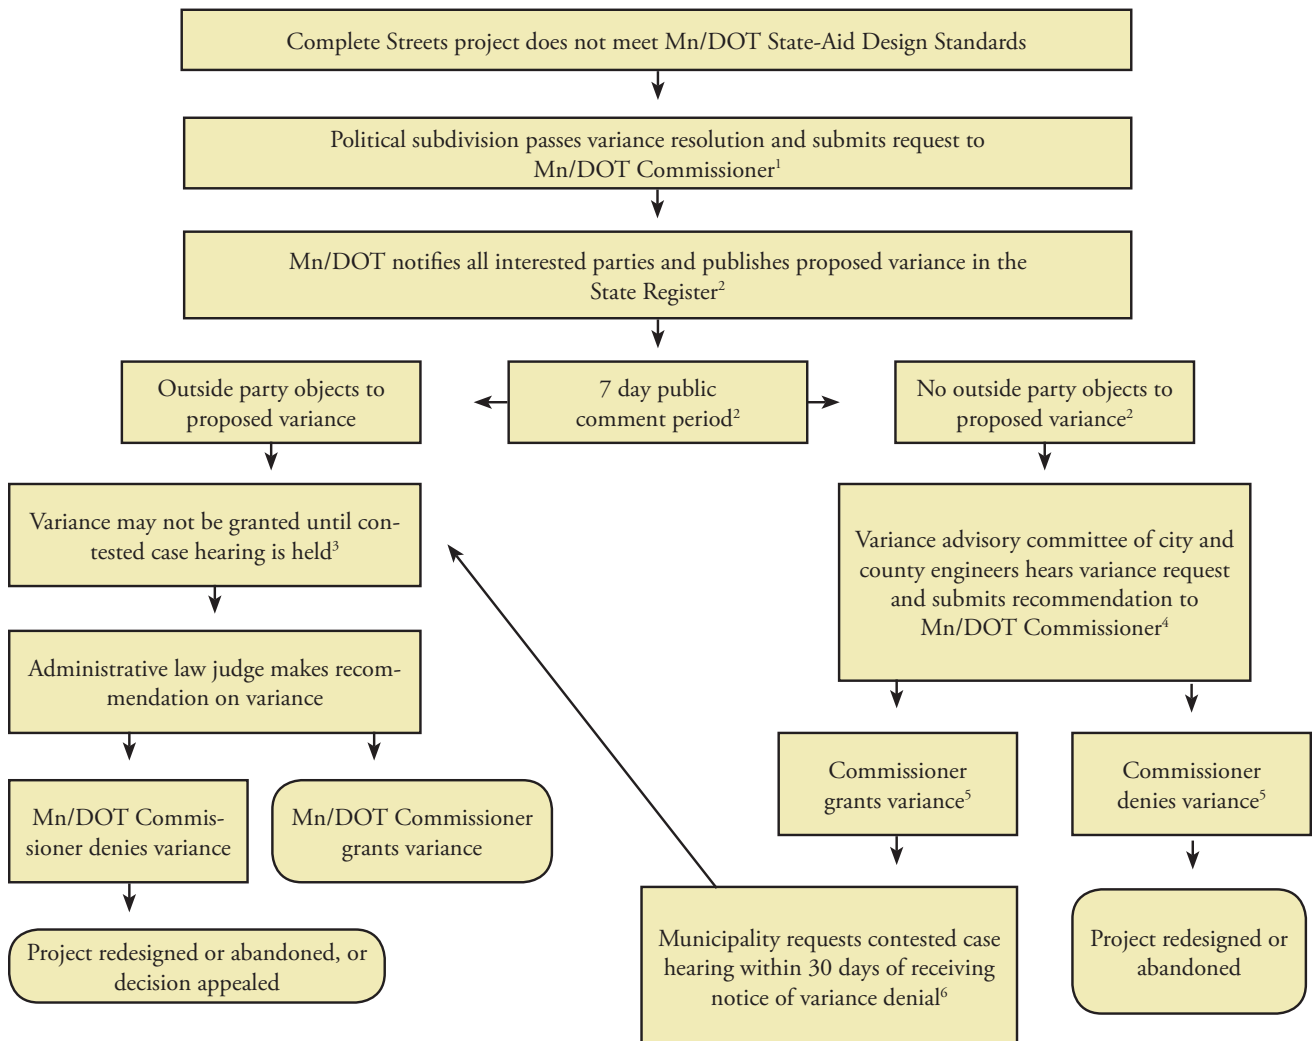 Complete Streets project does not meet Mn/DOT State-Aid Design Standards
Political subdivision passes variance resolution and submits request to
Mn/DOT Commissioner1
Mn/DOT notifies all interested parties and publishes proposed variance in the
State Register2
Outside party objects to
proposed variance
7 day public
comment period2
No outside party objects to
proposed variance2
Variance may not be granted until con-
tested case hearing is held3
Variance advisory committee of city and
county engineers hears variance request
and submits recommendation to
Mn/DOT Commissioner4
Administrative law judge makes recom-
mendation on variance
Mn/DOT Commis-
sioner denies variance
Mn/DOT Commissioner
grants variance
Commissioner
grants variance5
Commissioner
denies variance5
Project redesigned or abandoned, or
decision appealed
Municipality requests contested case
hearing within 30 days of receiving
notice of variance denial6
Project redesigned or
abandoned